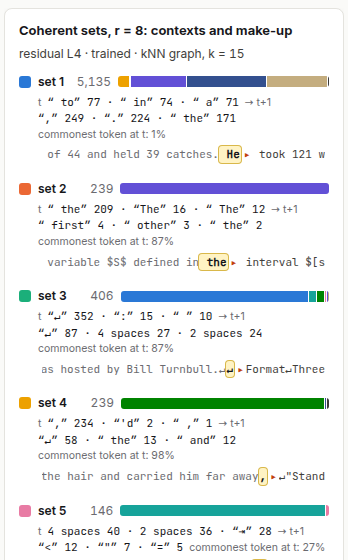 Coherent sets, r = 8: contexts and make-up
residual L4 · trained · kNN graph, k = 15
set 1 5,135
t “ to” 77 · “ in” 74 · “ a” 71 → t+1
“,” 249 · “.” 224 · “ the” 171
commonest token at t: 1%
of 44 and held 39 catches. He ▸ took 121 w
set 2 239
t “ the” 209 · “The” 16 · “ The” 12 → t+1
“ first” 4 · “ other” 3 · “ the” 2
commonest token at t: 87%
variable $S$ defined in the ▸ interval $[s
set 3 406
t “↵” 352 · “:” 15 · “ ” 10 → t+1
“↵” 87 · 4 spaces 27 · 2 spaces 24
commonest token at t: 87%
as hosted by Bill Turnbull.↵↵ ▸ Format↵Three
set 4 239
t “,” 234 · “'d” 2 · “ ,” 1 → t+1
“↵” 58 · “ the” 13 · “ and” 12
commonest token at t: 98%
the hair and carried him far away, ▸ ↵"Stand
set 5 146
t 4 spaces 40 · 2 spaces 36 · “⇥” 28 → t+1
“<” 12 · “"” 7 · “=” 5 commonest token at t: 27%